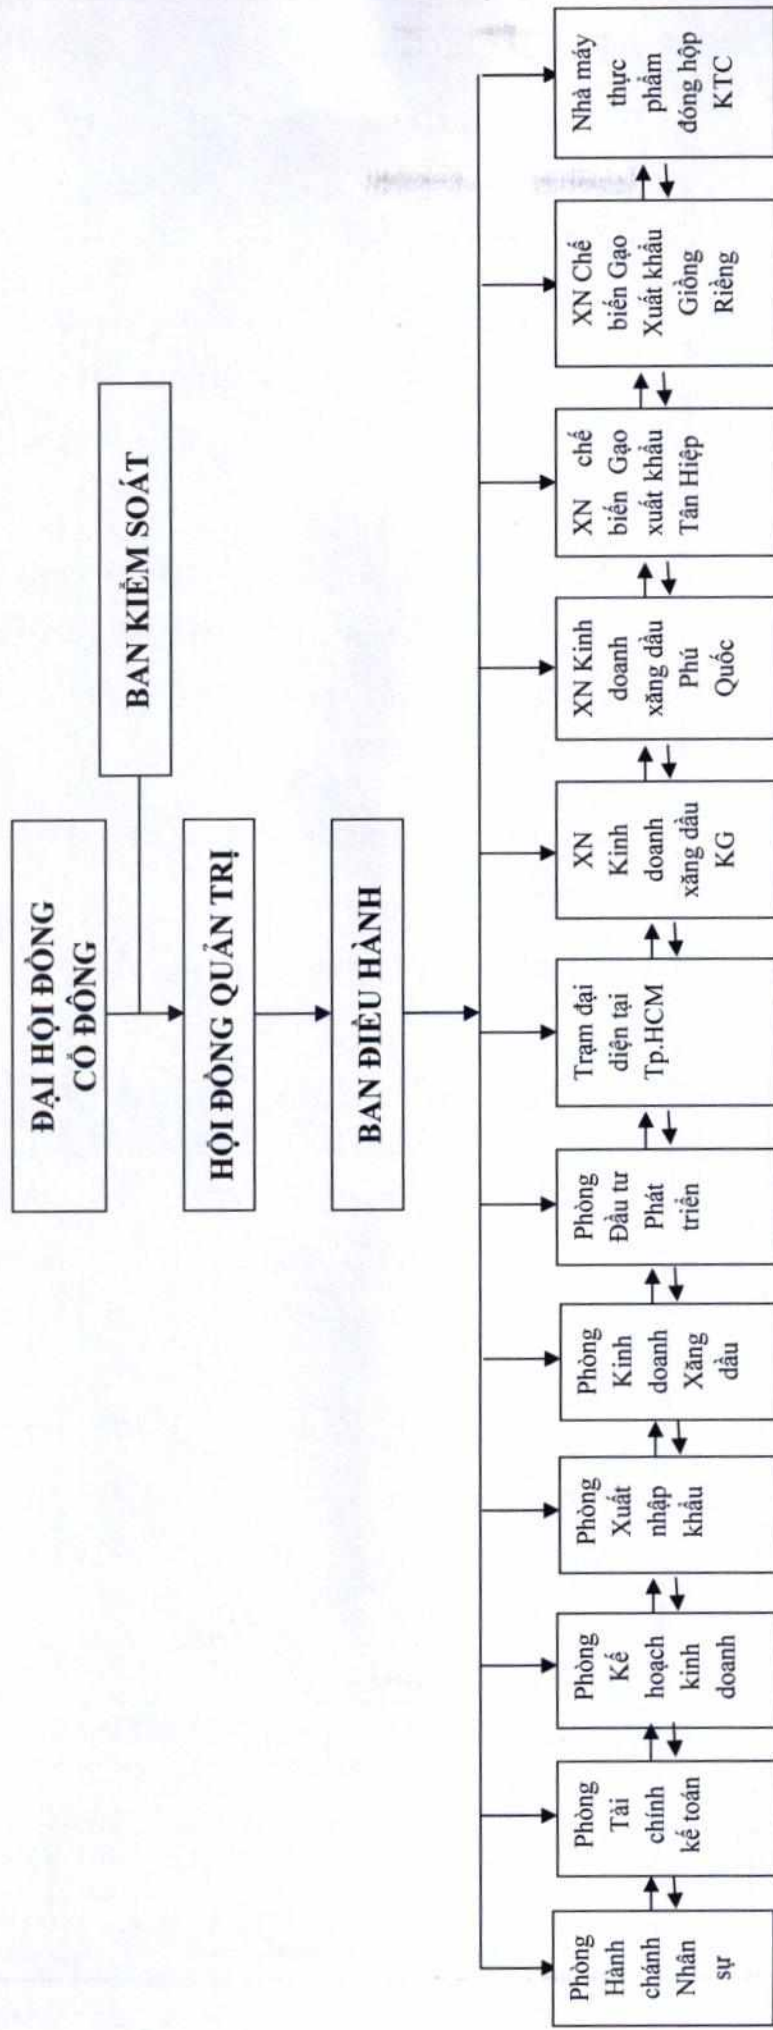 ĐẠI HỘI ĐỒNG
CỔ ĐÔNG
BAN KIỂM SOÁT
HỘI ĐỒNG QUẢN TRỊ
BAN ĐIỀU HÀNH
Phòng
Hành
chánh
Nhân
sự
Phòng
Tài
chính
kế toán
Phòng
Kế
hoạch
kinh
doanh
Phòng
Xuất
nhập
khẩu
Phòng
Kinh
doanh
Xăng
dầu
Phòng
Đầu tư
Phát
triển
Trạm đại
diện tại
Tp.HCM
XN
Kinh
doanh
xăng dầu
KG
XN Kinh
doanh
xăng dầu
Phú
Quốc
XN chế
biến Gạo
xuất khẩu
Tân Hiệp
XN Chế
biến Gạo
Xuất khẩu
Giồng
Riềng
Nhà máy
thực
phẩm
đóng hộp
KTC